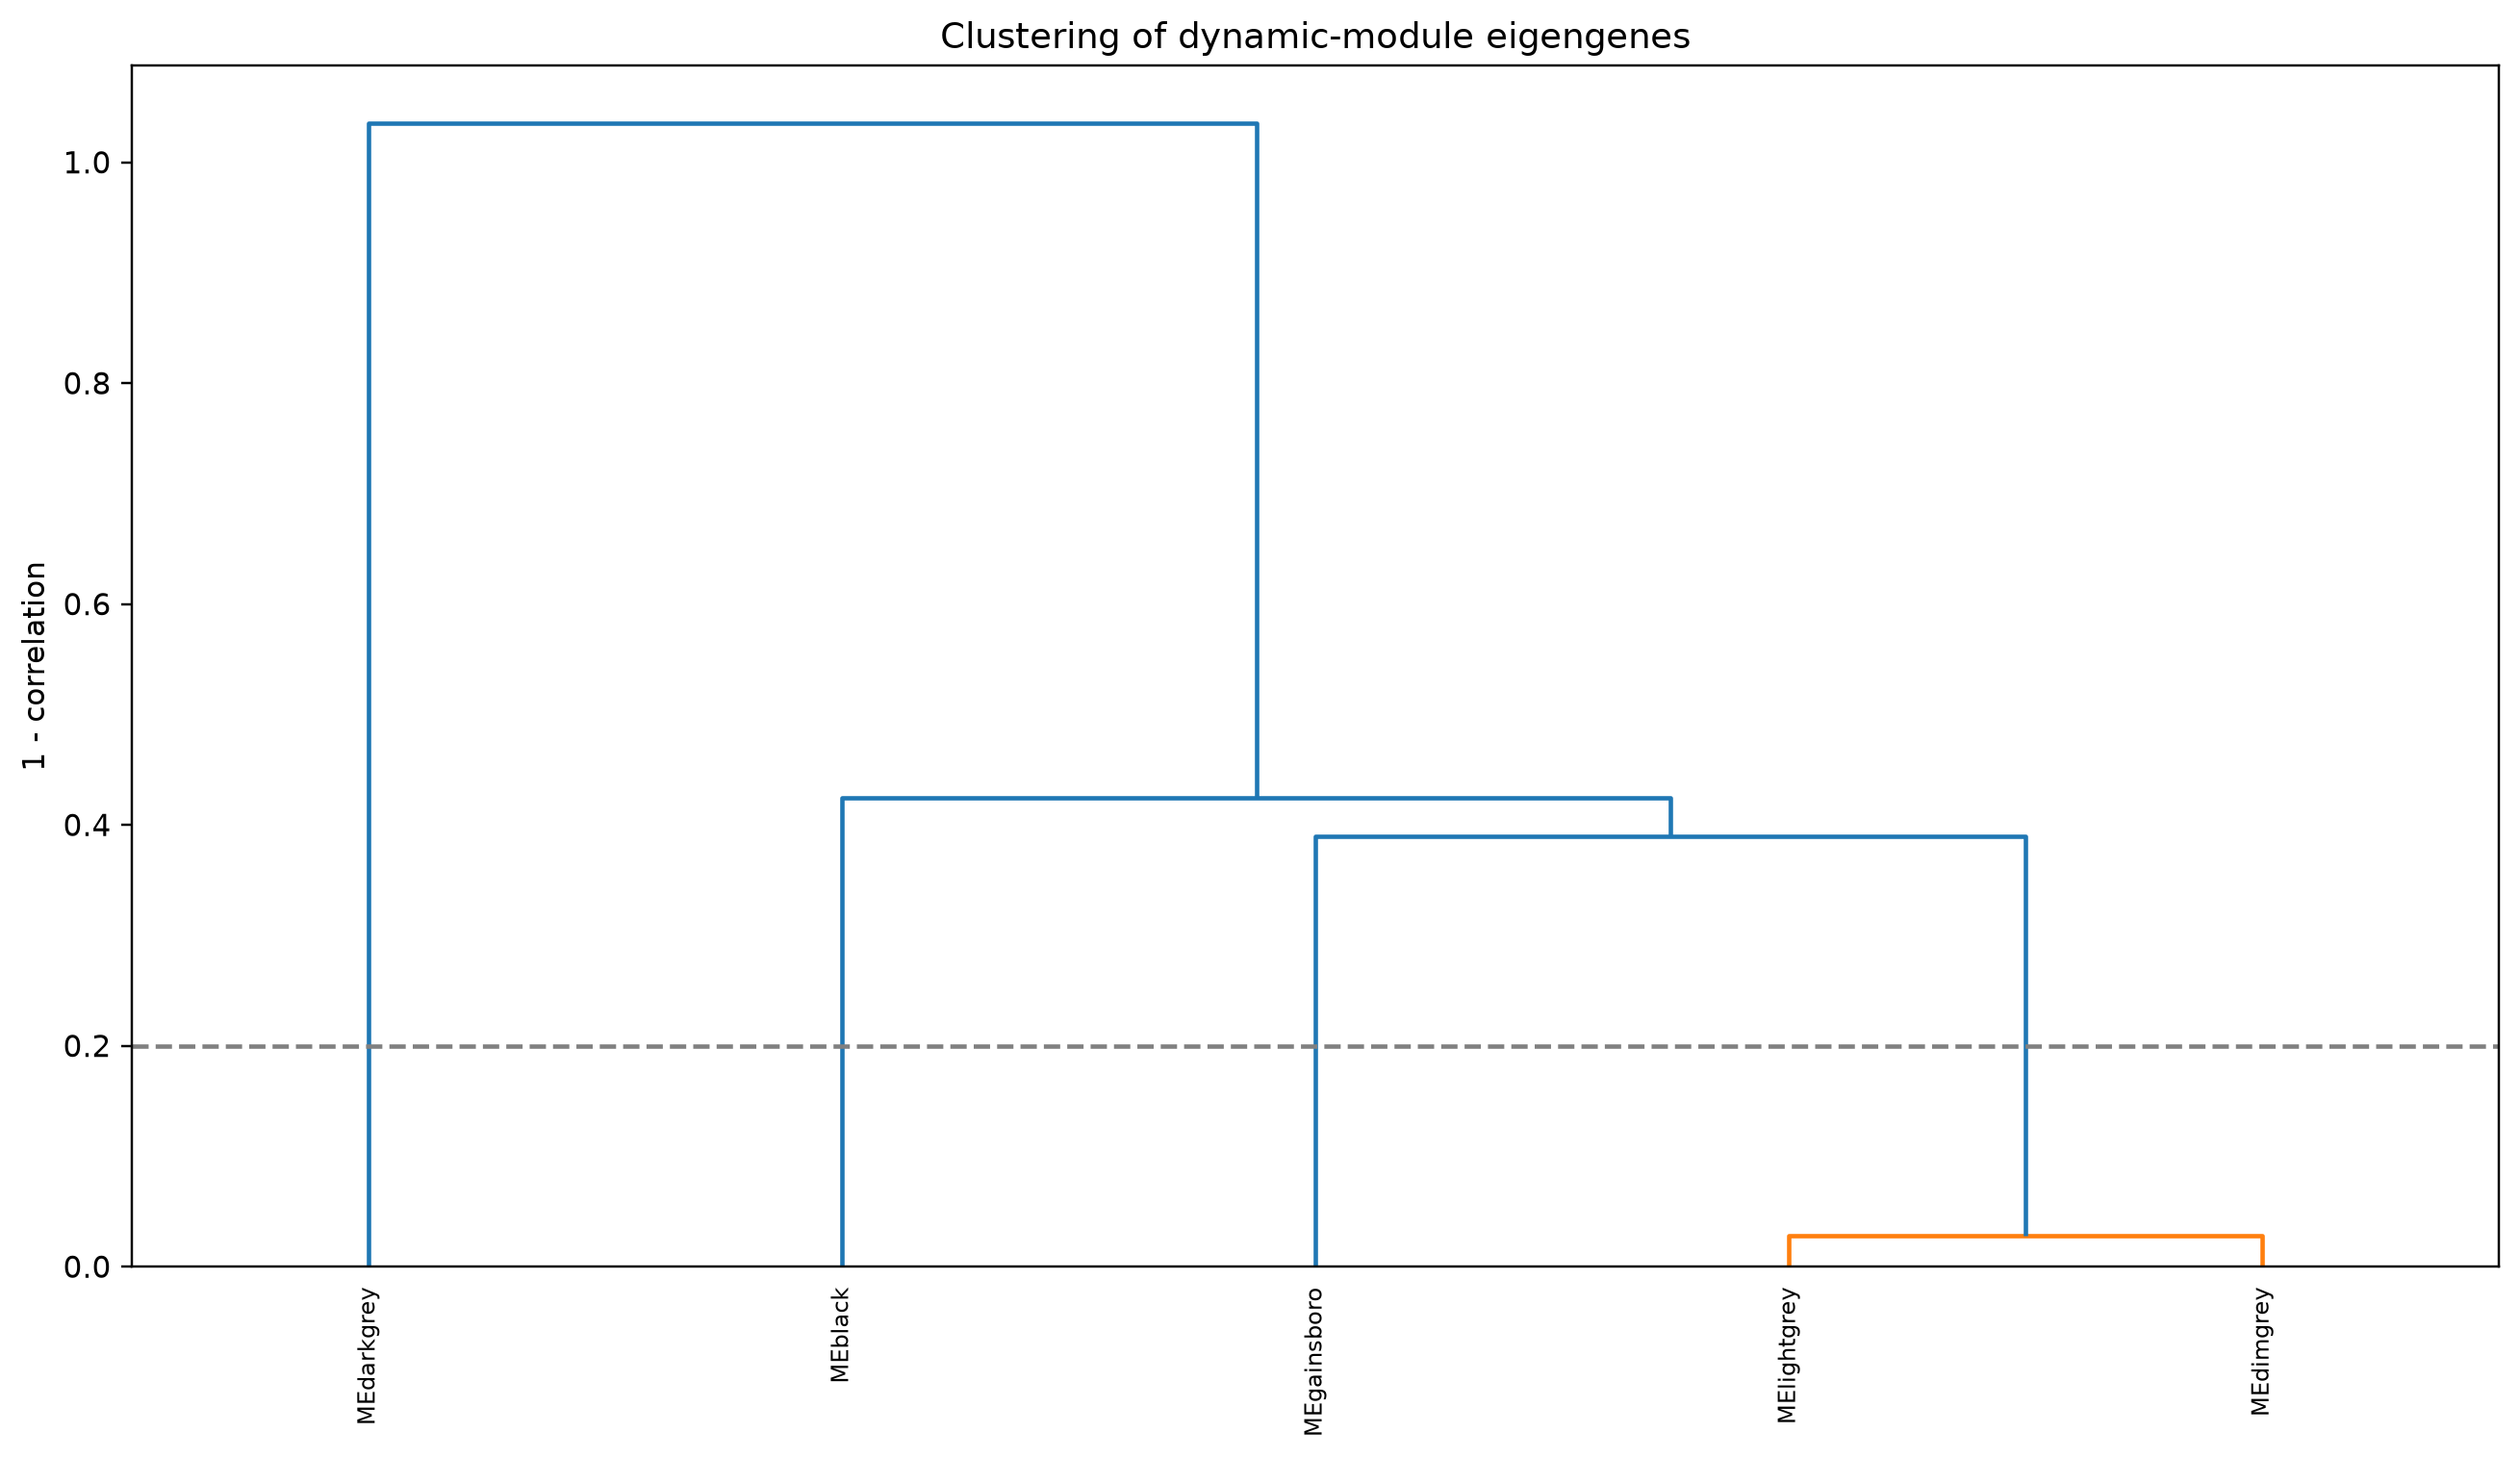 Clustering of dynamic-module eigengenes
1 - correlation
1.0
0.8
0.6
0.4
0.2
0.0
MEdarkgrey
MEblack
MEgainsboro
MElightgrey
MEdimgrey